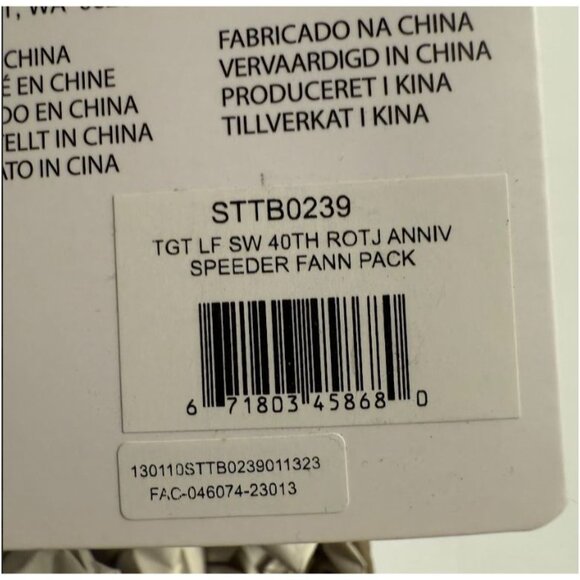 , WA
CHINA
É EN CHINE
DO EN CHINA
ELLT IN CHINA
ATO IN CINA
FABRICADO NA CHINA
VERVAARDIGD IN CHINA
PRODUCERET I KINA
TILLVERKAT I KINA
STTB0239
TGT LF SW 40TH ROTJ ANNIV
SPEEDER FANN PACK
6 71803 45868 0
130110STTB0239011323
FAC-046074-23013